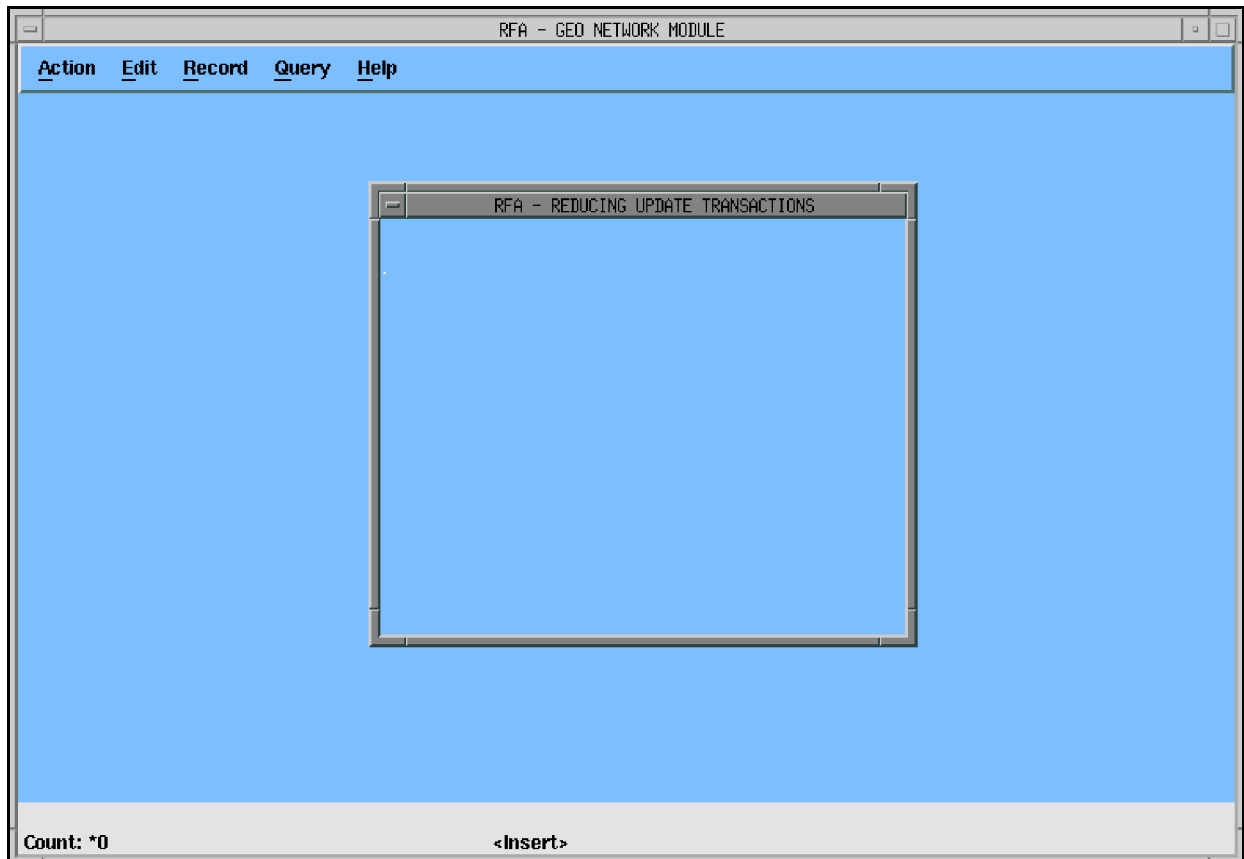 RFA - GEO NETWORK MODULE
Action Edit Record Query Help
RFA - REDUCING UPDATE TRANSACTIONS
Count: *0 <Insert>